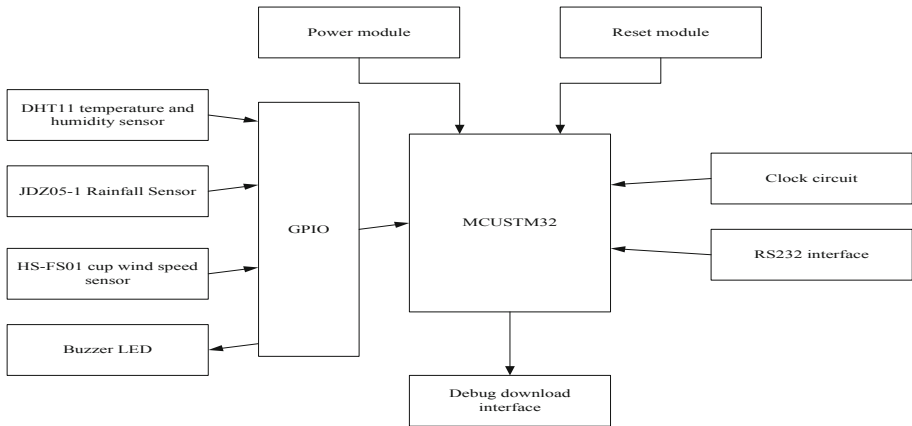 Power module
Reset module
DHT11 temperature and
humidity sensor
JDZ05-1 Rainfall Sensor
HS-FS01 cup wind speed
sensor
Buzzer LED
GPIO
MCUSTM32
Clock circuit
RS232 interface
Debug download
interface